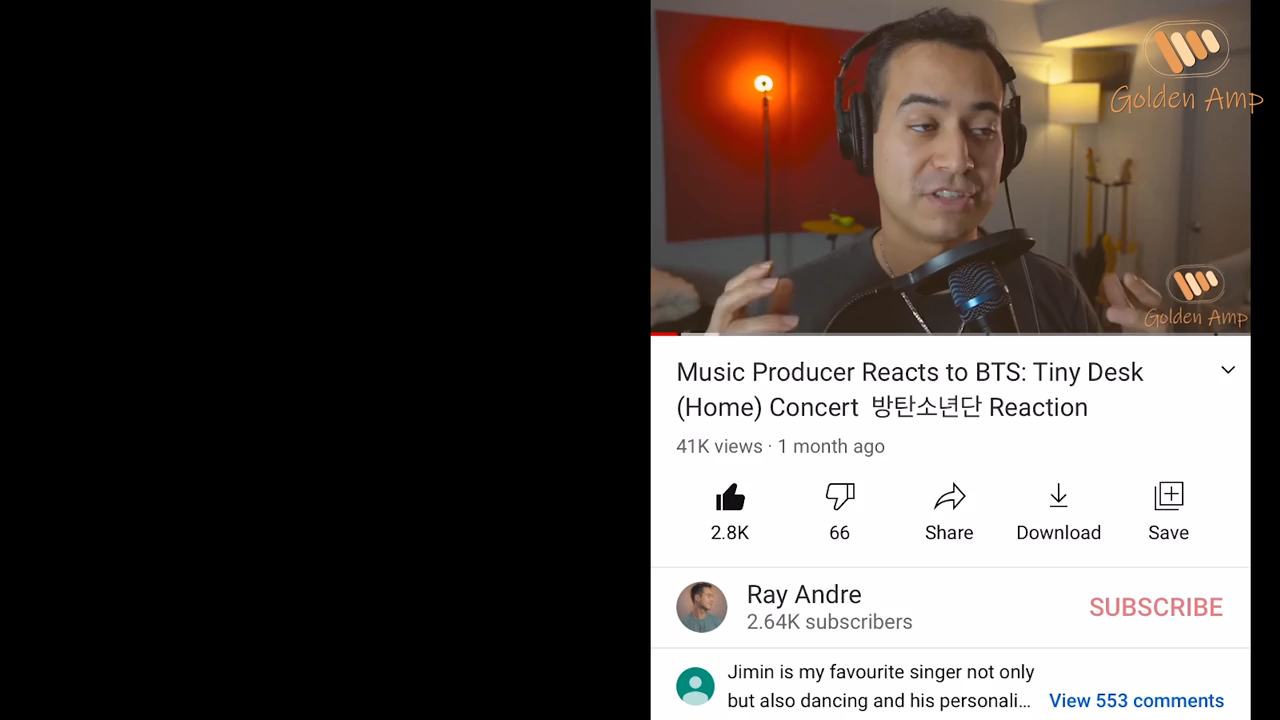 Golden Amp
Golden Amp
Music Producer Reacts to BTS: Tiny Desk
(Home) Concert 방탄소년단 Reaction
41K views · 1 month ago
2.8K
66
Share
Download
Save
Ray Andre
2.64K subscribers
SUBSCRIBE
Jimin is my favourite singer not only
but also dancing and his personali...
View 553 comments